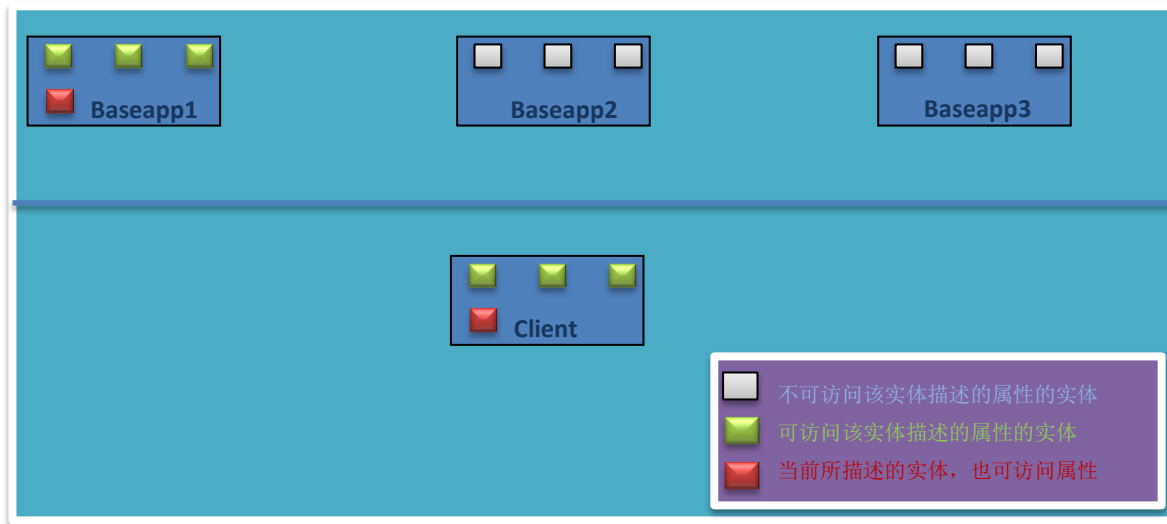 Baseapp1
Baseapp2
Baseapp3
Client
不可访问该实体描述的属性的实体
可访问该实体描述的属性的实体
当前所描述的实体，也可访问属性